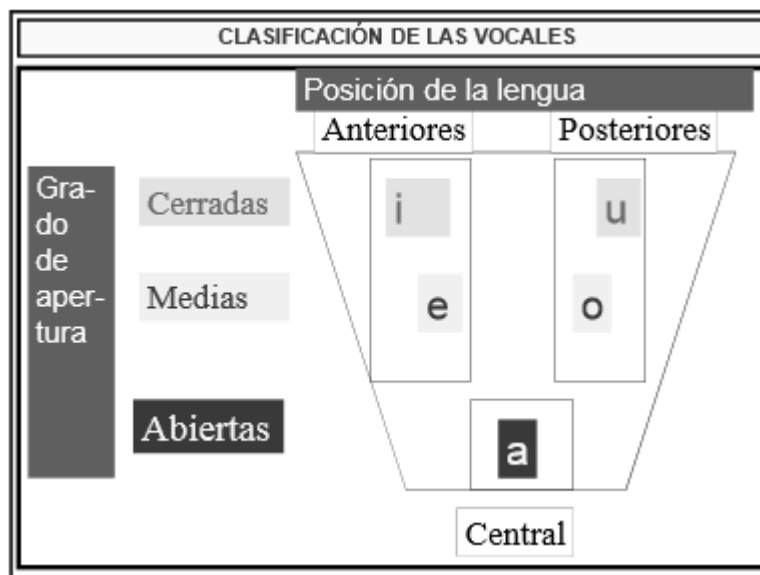 CLASIFICACIÓN DE LAS VOCALES
Posición de la lengua
Anteriores Posteriores
Gra-
do
de
aper-
tura
Cerradas i u
Medias e o
Abiertas a
Central